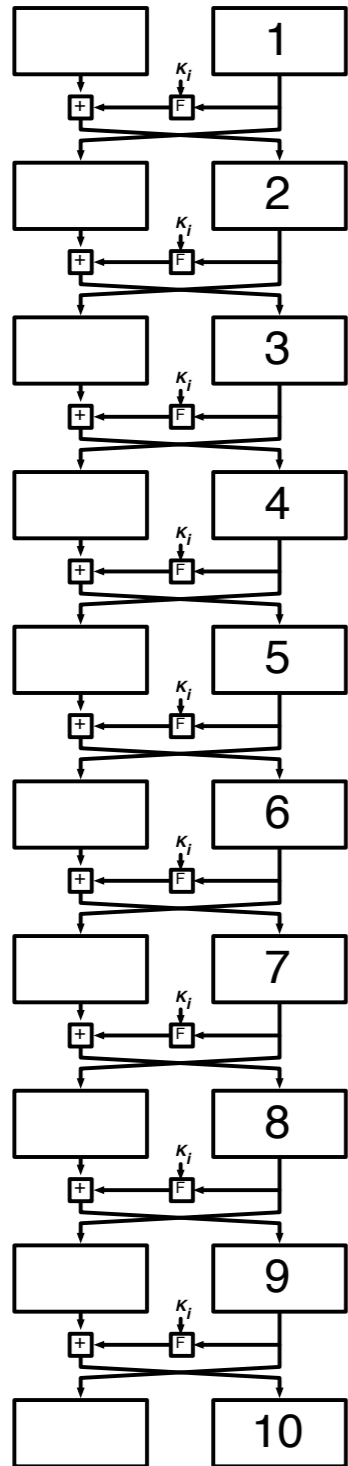 1
K_i
+ F
2
K_i
+ F
3
K_i
+ F
4
K_i
+ F
5
K_i
+ F
6
K_i
+ F
7
K_i
+ F
8
K_i
+ F
9
K_i
+ F
10